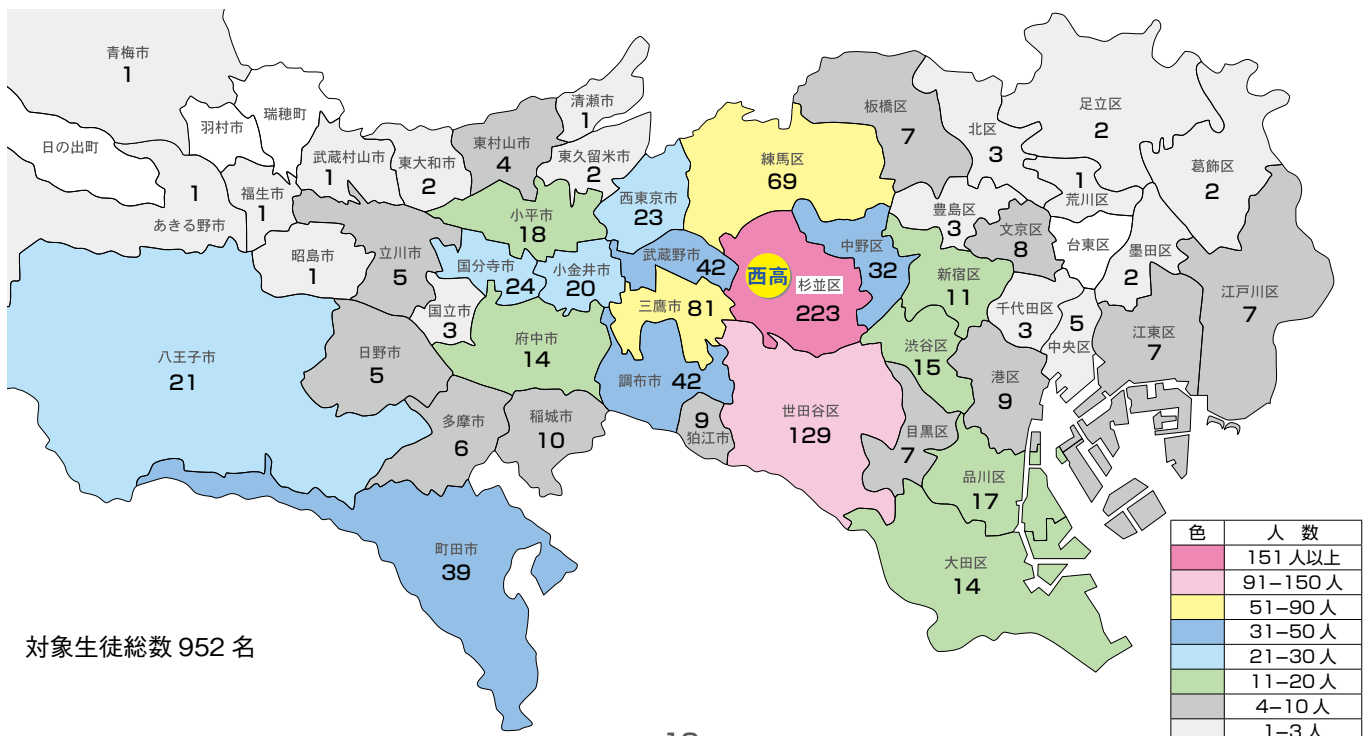 青梅市
1
瑞穂町
羽村市
日の出町
1
あきる野市
福生市
1
武蔵村山市
1
東大和市
2
東村山市
4
清瀬市
1
東久留米市
2
昭島市
1
立川市
5
小平市
18
西東京市
23
国分寺市
24
小金井市
20
武蔵野市 42
三鷹市 81
国立市
3
府中市
14
調布市 42
八王子市
21
日野市
5
多摩市
6
稲城市
10
9
狛江市
町田市
39
練馬区
69
板橋区
7
北区
3
足立区
2
葛飾区
2
1
荒川区
豊島区
3
文京区
8
台東区
墨田区
2
江戸川区
7
西高
杉並区
223
中野区
32
新宿区
11
千代田区
3
5
中央区
江東区
7
渋谷区
15
港区
9
世田谷区
129
目黒区
7
品川区
17
大田区
14
対象生徒総数 952 名
色 人 数
151 人以上
91–150 人
51–90 人
31–50 人
21–30 人
11–20 人
4–10 人
1–3 人